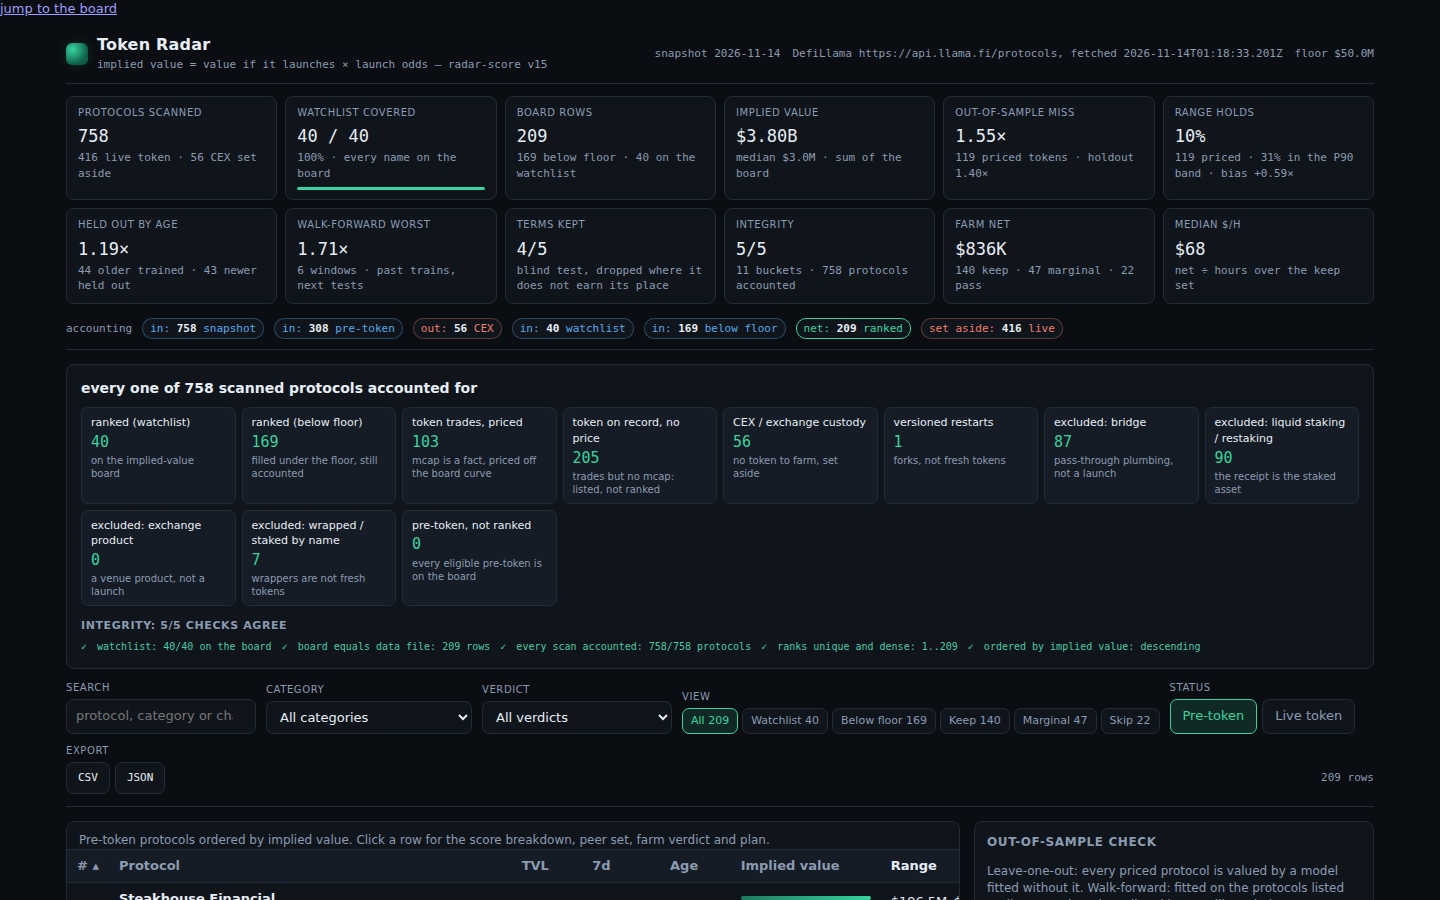 jump to the board
Token Radar
implied value = value if it launches × launch odds — radar-score v15
snapshot 2026-11-14 DefiLlama https://api.llama.fi/protocols, fetched 2026-11-14T01:18:33.201Z floor $50.0M
PROTOCOLS SCANNED
758
416 live token · 56 CEX set
aside
WATCHLIST COVERED
40 / 40
100% · every name on the
board
BOARD ROWS
209
169 below floor · 40 on the
watchlist
IMPLIED VALUE
$3.80B
median $3.0M · sum of the
board
OUT-OF-SAMPLE MISS
1.55×
119 priced tokens · holdout
1.40×
RANGE HOLDS
10%
119 priced · 31% in the P90
band · bias +0.59×
HELD OUT BY AGE
1.19×
44 older trained · 43 newer
held out
WALK-FORWARD WORST
1.71×
6 windows · past trains,
next tests
TERMS KEPT
4/5
blind test, dropped where it
does not earn its place
INTEGRITY
5/5
11 buckets · 758 protocols
accounted
FARM NET
$836K
140 keep · 47 marginal · 22
pass
MEDIAN $/H
$68
net ÷ hours over the keep
set
accounting in: 758 snapshot in: 308 pre-token out: 56 CEX in: 40 watchlist in: 169 below floor net: 209 ranked set aside: 416 live
every one of 758 scanned protocols accounted for
ranked (watchlist)
40
on the implied-value
board
ranked (below floor)
169
filled under the floor, still
accounted
token trades, priced
103
mcap is a fact, priced off
the board curve
token on record, no
price
205
trades but no mcap:
listed, not ranked
CEX / exchange custody
56
no token to farm, set
aside
versioned restarts
1
forks, not fresh tokens
excluded: bridge
87
pass-through plumbing,
not a launch
excluded: liquid staking
/ restaking
90
the receipt is the staked
asset
excluded: exchange
product
0
a venue product, not a
launch
excluded: wrapped /
staked by name
7
wrappers are not fresh
tokens
pre-token, not ranked
0
every eligible pre-token is
on the board
INTEGRITY: 5/5 CHECKS AGREE
✓ watchlist: 40/40 on the board ✓ board equals data file: 209 rows ✓ every scan accounted: 758/758 protocols ✓ ranks unique and dense: 1..209 ✓ ordered by implied value: descending
SEARCH
protocol, category or ch
CATEGORY
All categories
VERDICT
All verdicts
VIEW
All 209 Watchlist 40 Below floor 169 Keep 140 Marginal 47 Skip 22
STATUS
Pre-token Live token
EXPORT
CSV JSON
209 rows
Pre-token protocols ordered by implied value. Click a row for the score breakdown, peer set, farm verdict and plan.
# ▲ Protocol TVL 7d Age Implied value Range
Steakhouse Financial
OUT-OF-SAMPLE CHECK
Leave-one-out: every priced protocol is valued by a model
fitted without it. Walk-forward: fitted on the protocols listed